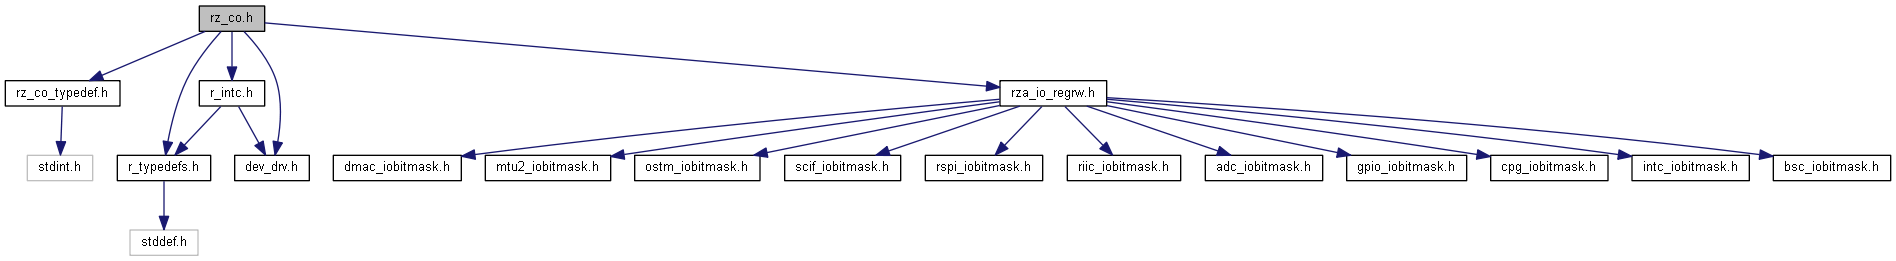 rz_co.h
rz_co_typedef.h
r_intc.h
rza_io_regrw.h
stdint.h
r_typedefs.h
dev_drv.h
dmac_iobitmask.h
mtu2_iobitmask.h
ostm_iobitmask.h
scif_iobitmask.h
rspi_iobitmask.h
riic_iobitmask.h
adc_iobitmask.h
gpio_iobitmask.h
cpg_iobitmask.h
intc_iobitmask.h
bsc_iobitmask.h
stddef.h